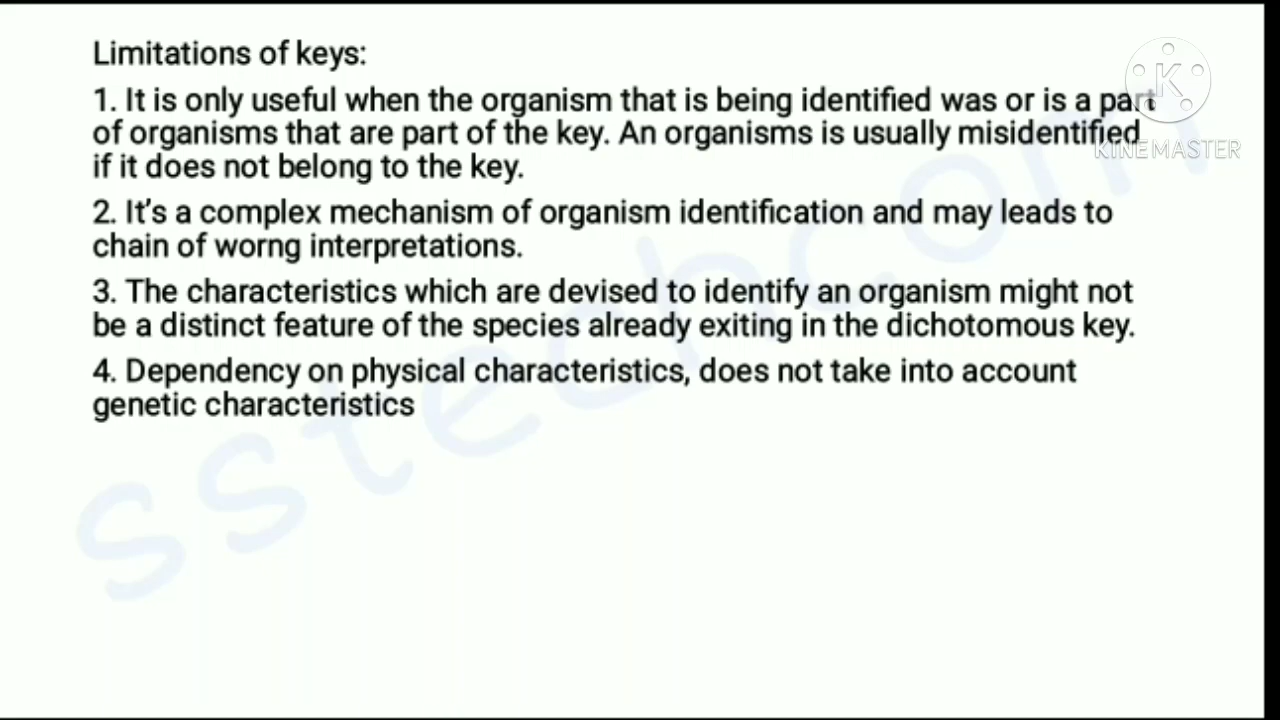 Limitations of keys:
1. It is only useful when the organism that is being identified was or is a part
of organisms that are part of the key. An organisms is usually misidentified
if it does not belong to the key.
2. It's a complex mechanism of organism identification and may leads to
chain of worng interpretations.
3. The characteristics which are devised to identify an organism might not
be a distinct feature of the species already exiting in the dichotomous key.
4. Dependency on physical characteristics, does not take into account
genetic characteristics
K
KINEMASTER
sstechcom